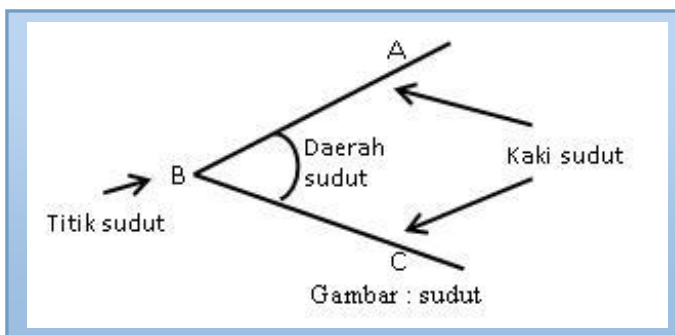 A
Daerah
sudut
Kaki sudut
B
Titik sudut
C
Gambar : sudut